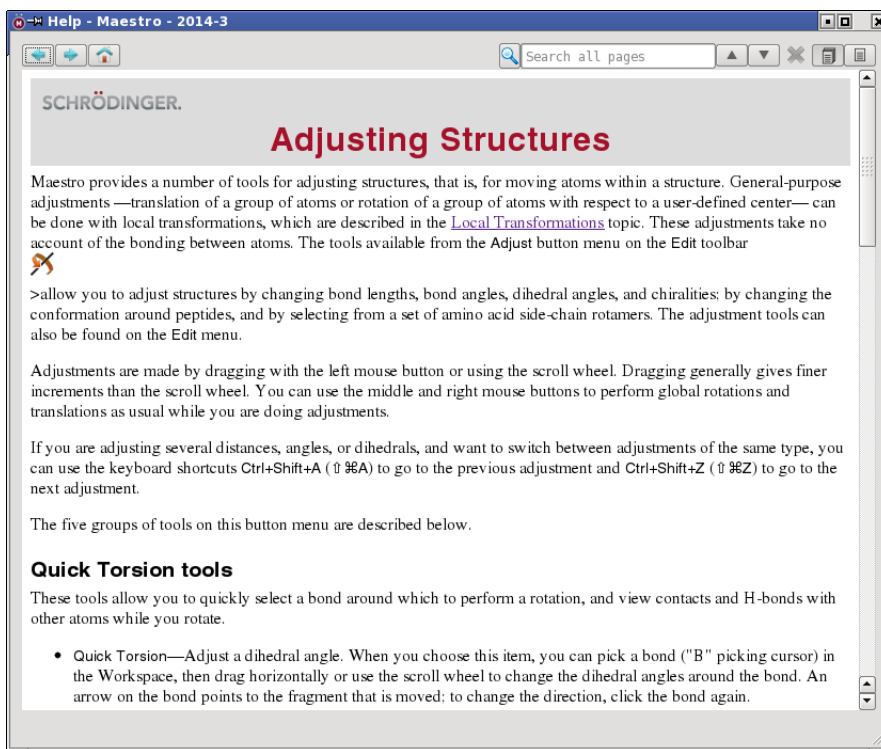 Help - Maestro - 2014-3
Search all pages
SCHRÖDINGER.
Adjusting Structures
Maestro provides a number of tools for adjusting structures, that is, for moving atoms within a structure. General-purpose
adjustments —translation of a group of atoms or rotation of a group of atoms with respect to a user-defined center— can
be done with local transformations, which are described in the Local Transformations topic. These adjustments take no
account of the bonding between atoms. The tools available from the Adjust button menu on the Edit toolbar
>allow you to adjust structures by changing bond lengths, bond angles, dihedral angles, and chiralities; by changing the
conformation around peptides, and by selecting from a set of amino acid side-chain rotamers. The adjustment tools can
also be found on the Edit menu.
Adjustments are made by dragging with the left mouse button or using the scroll wheel. Dragging generally gives finer
increments than the scroll wheel. You can use the middle and right mouse buttons to perform global rotations and
translations as usual while you are doing adjustments.
If you are adjusting several distances, angles, or dihedrals, and want to switch between adjustments of the same type, you
can use the keyboard shortcuts Ctrl+Shift+A (⇧⌘A) to go to the previous adjustment and Ctrl+Shift+Z (⇧⌘Z) to go to the
next adjustment.
The five groups of tools on this button menu are described below.
Quick Torsion tools
These tools allow you to quickly select a bond around which to perform a rotation, and view contacts and H-bonds with
other atoms while you rotate.
• Quick Torsion—Adjust a dihedral angle. When you choose this item, you can pick a bond ("B" picking cursor) in
the Workspace, then drag horizontally or use the scroll wheel to change the dihedral angles around the bond. An
arrow on the bond points to the fragment that is moved; to change the direction, click the bond again.